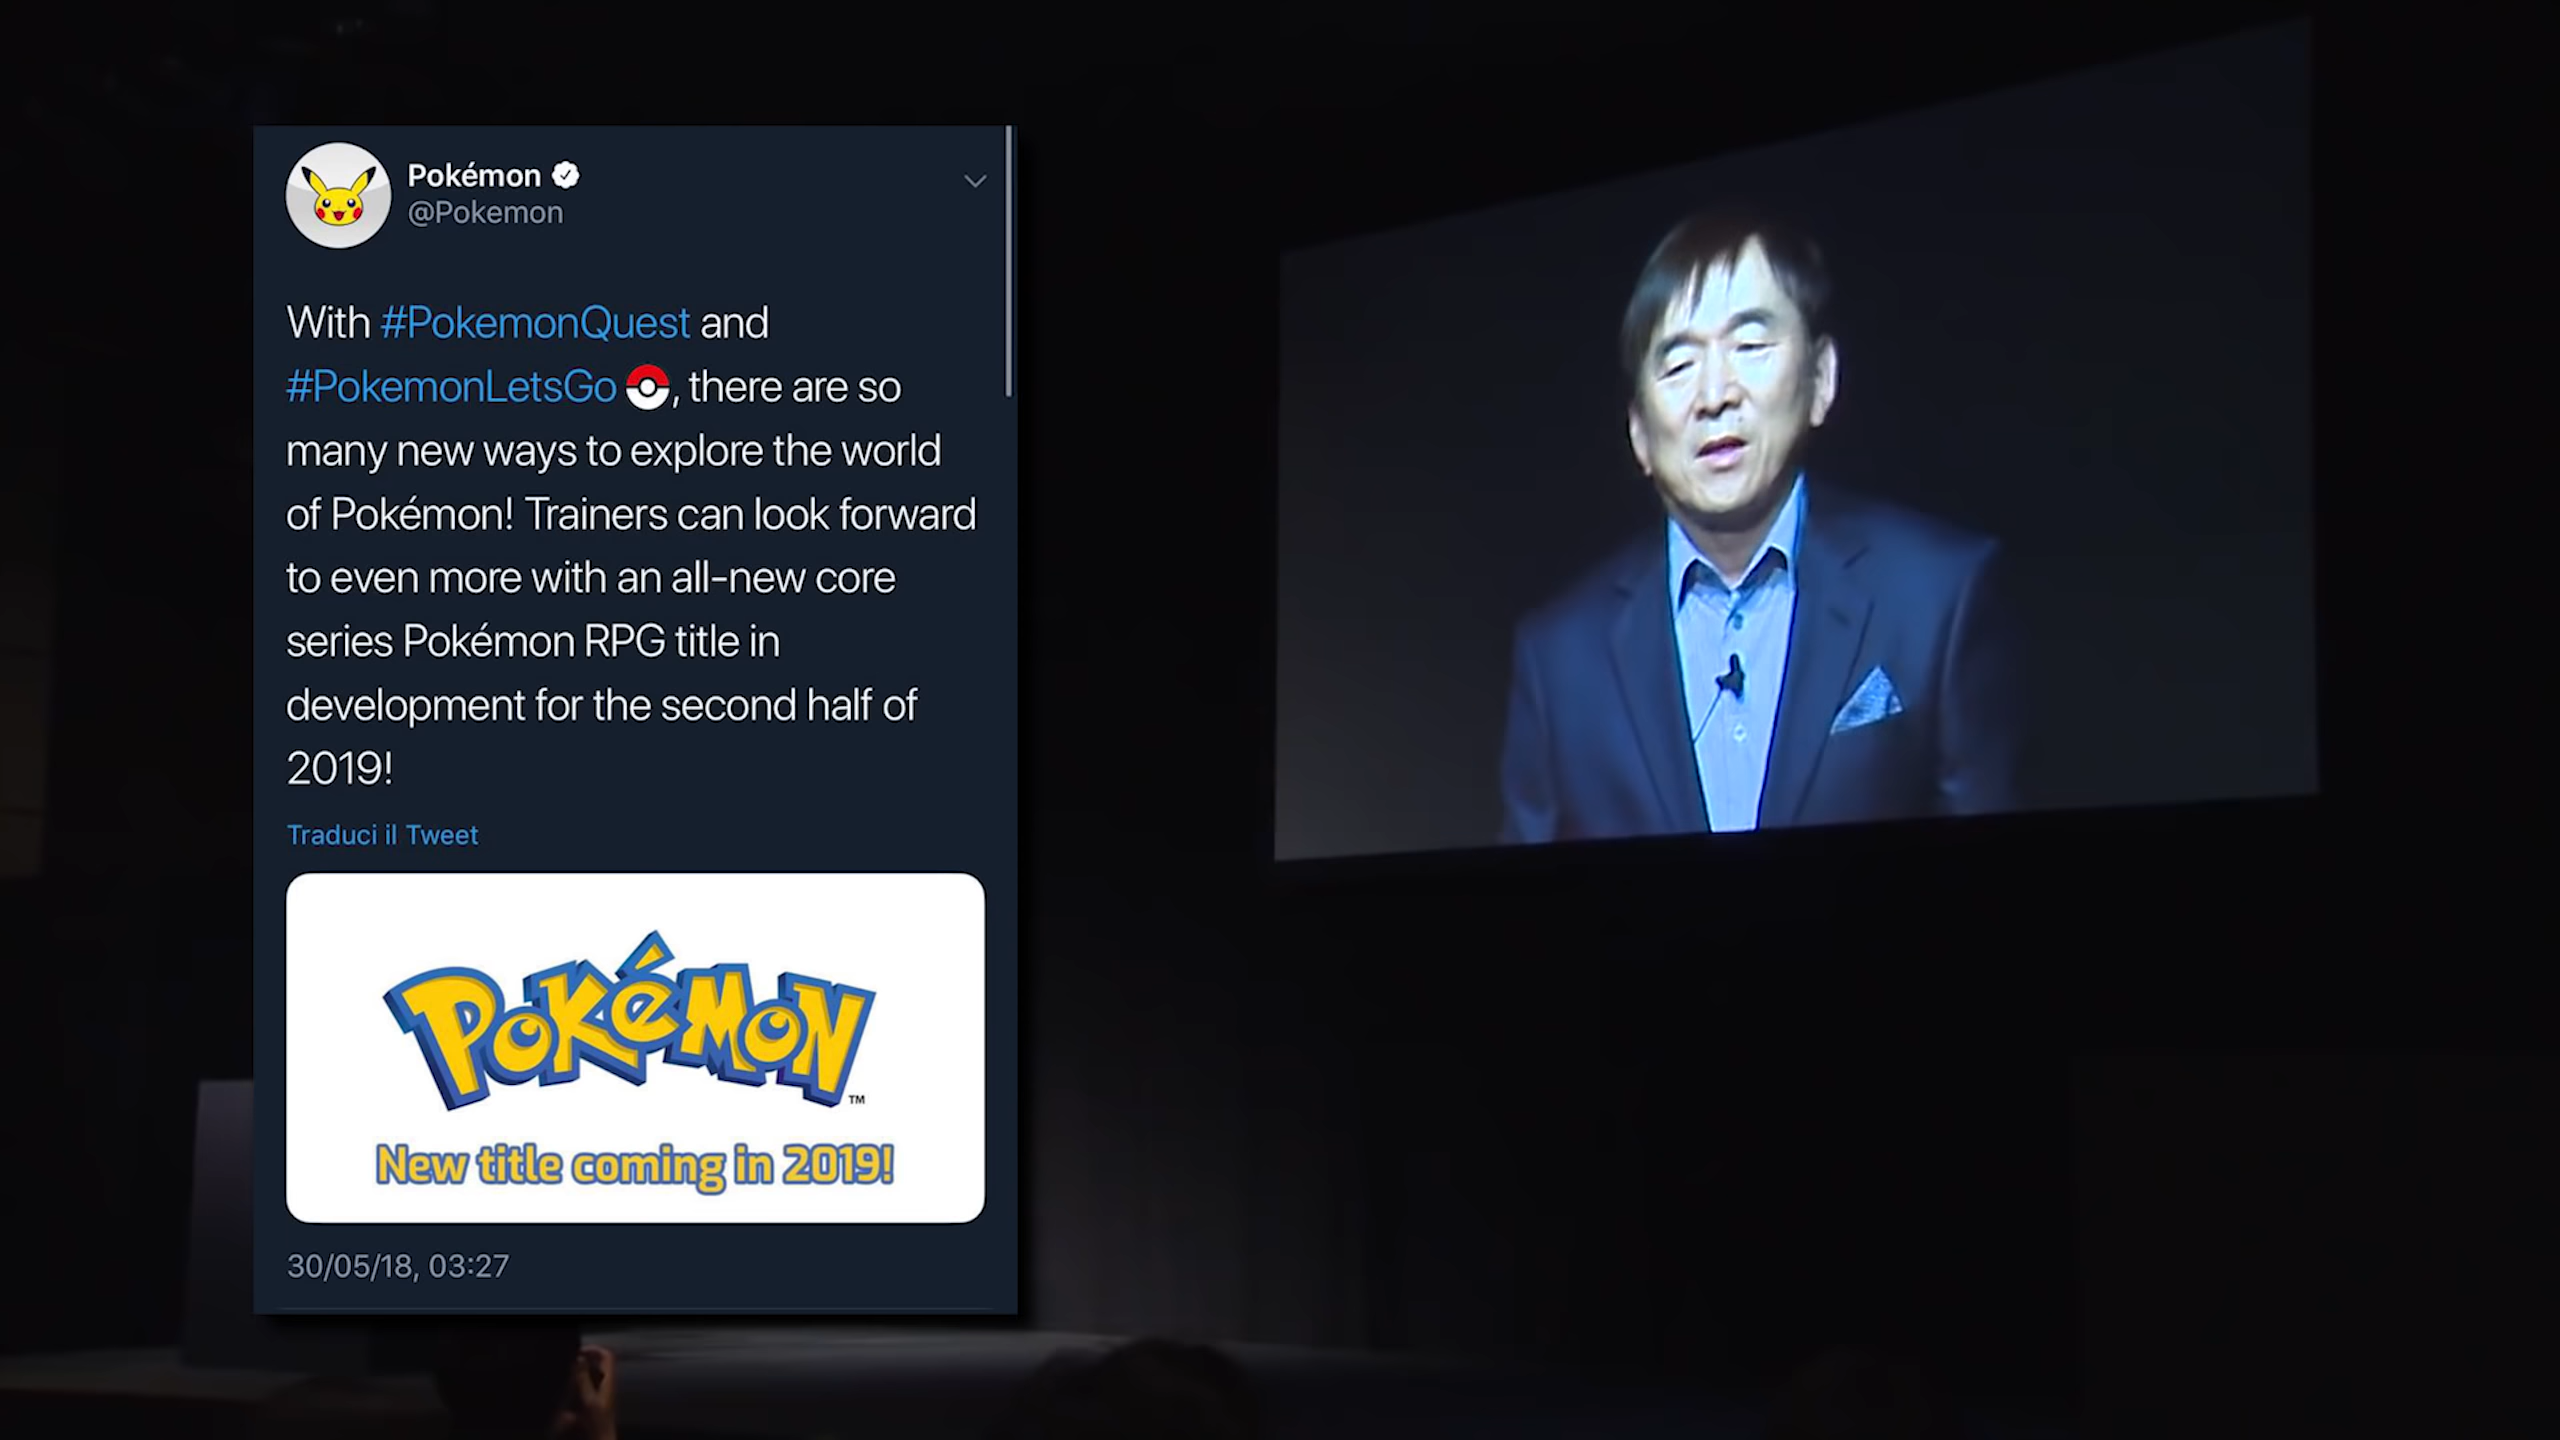 Pokémon
@Pokemon
With #PokemonQuest and
#PokemonLetsGo , there are so
many new ways to explore the world
of Pokémon! Trainers can look forward
to even more with an all-new core
series Pokémon RPG title in
development for the second half of
2019!
Traduci il Tweet
POKéMON
TM
New title coming in 2019!
30/05/18, 03:27